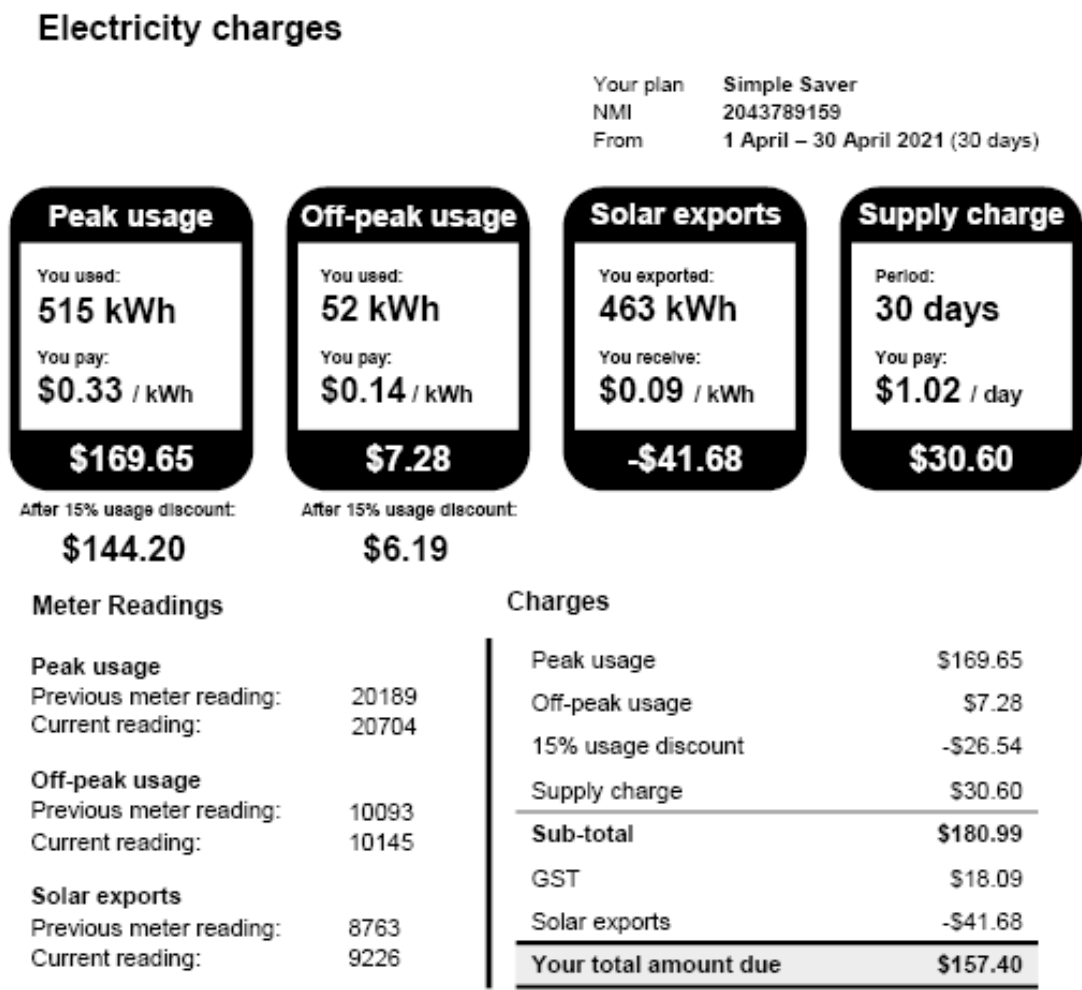 Electricity charges
Your plan Simple Saver
NMI 2043789159
From 1 April – 30 April 2021 (30 days)
Peak usage
You used:
515 kWh
You pay:
$0.33 / kWh
$169.65
After 15% usage discount:
$144.20
Off-peak usage
You used:
52 kWh
You pay:
$0.14 / kWh
$7.28
After 15% usage discount:
$6.19
Solar exports
You exported:
463 kWh
You receive:
$0.09 / kWh
-$41.68
Supply charge
Period:
30 days
You pay:
$1.02 / day
$30.60
Meter Readings
Peak usage
Previous meter reading: 20189
Current reading: 20704
Off-peak usage
Previous meter reading: 10093
Current reading: 10145
Solar exports
Previous meter reading: 8763
Current reading: 9226
Charges
Peak usage $169.65
Off-peak usage $7.28
15% usage discount -$26.54
Supply charge $30.60
Sub-total $180.99
GST $18.09
Solar exports -$41.68
Your total amount due $157.40